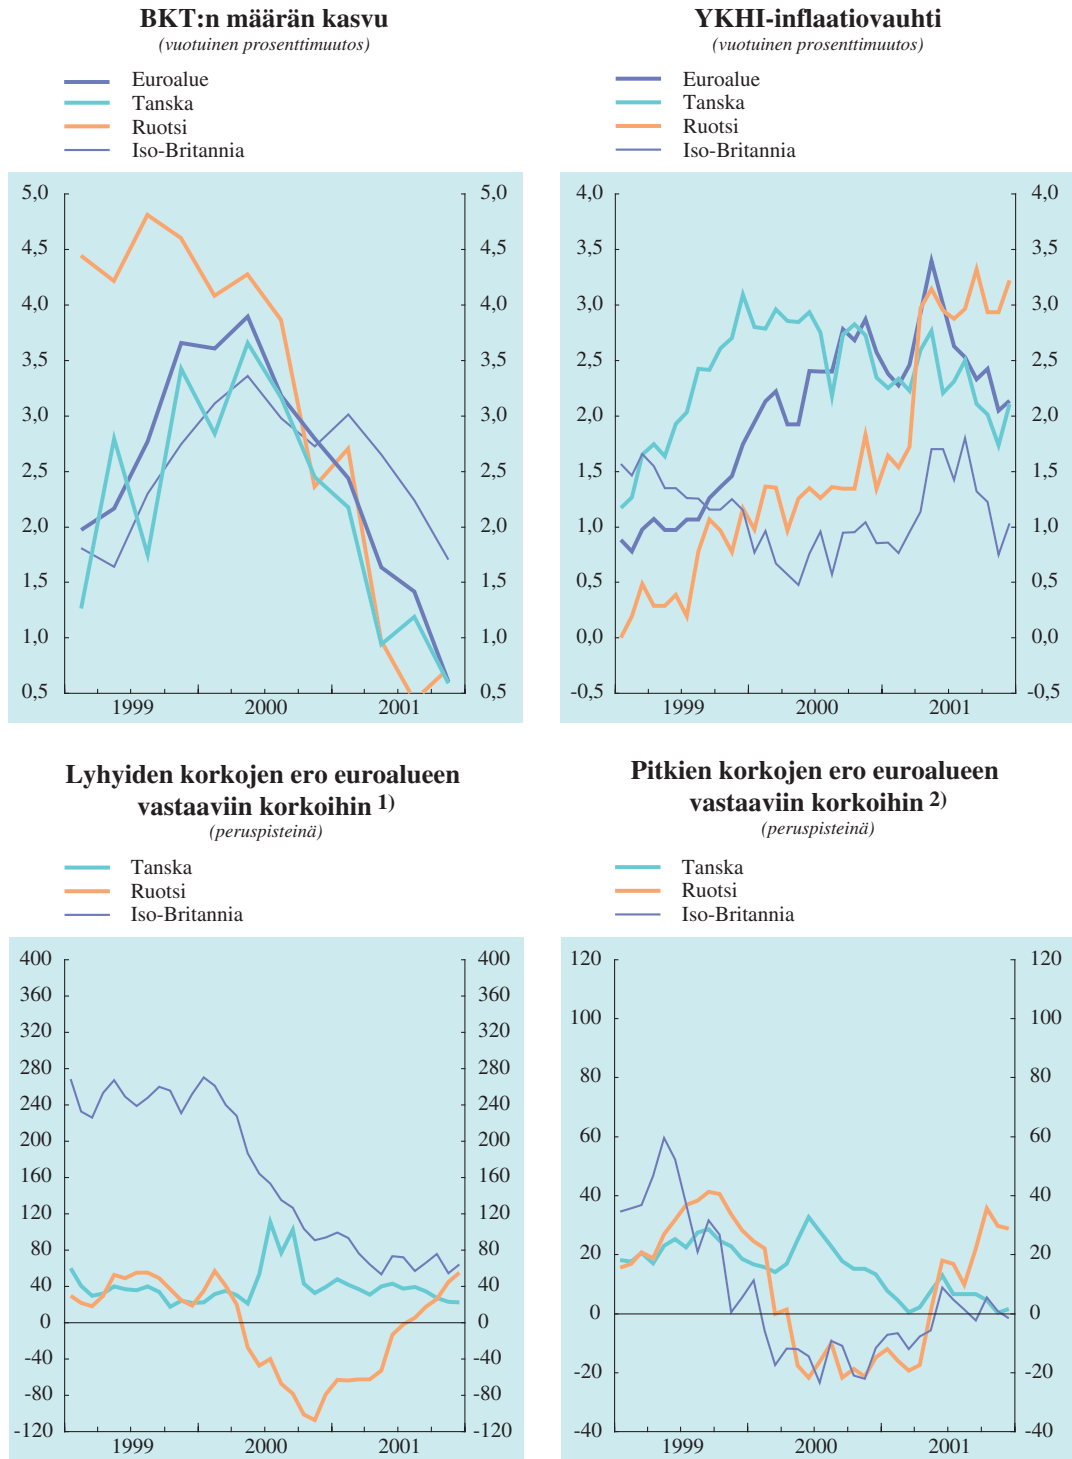 BKT:n määrän kasvu
(vuotuinen prosenttimuutos)
Euroalue
Tanska
Ruotsi
Iso-Britannia
5,0 5,0
4,5 4,5
4,0 4,0
3,5 3,5
3,0 3,0
2,5 2,5
2,0 2,0
1,5 1,5
1,0 1,0
0,5 0,5
1999 2000 2001
YKHI-inflaatiovauhti
(vuotuinen prosenttimuutos)
Euroalue
Tanska
Ruotsi
Iso-Britannia
4,0 4,0
3,5 3,5
3,0 3,0
2,5 2,5
2,0 2,0
1,5 1,5
1,0 1,0
0,5 0,5
0,0 0,0
-0,5 -0,5
1999 2000 2001
Lyhyiden korkojen ero euroalueen
vastaaviin korkoihin 1)
(peruspisteinä)
Tanska
Ruotsi
Iso-Britannia
400 400
360 360
320 320
280 280
240 240
200 200
160 160
120 120
80 80
40 40
0 0
-40 -40
-80 -80
-120 -120
1999 2000 2001
Pitkien korkojen ero euroalueen
vastaaviin korkoihin 2)
(peruspisteinä)
Tanska
Ruotsi
Iso-Britannia
120 120
100 100
80 80
60 60
40 40
20 20
0 0
-20 -20
-40 -40
1999 2000 2001